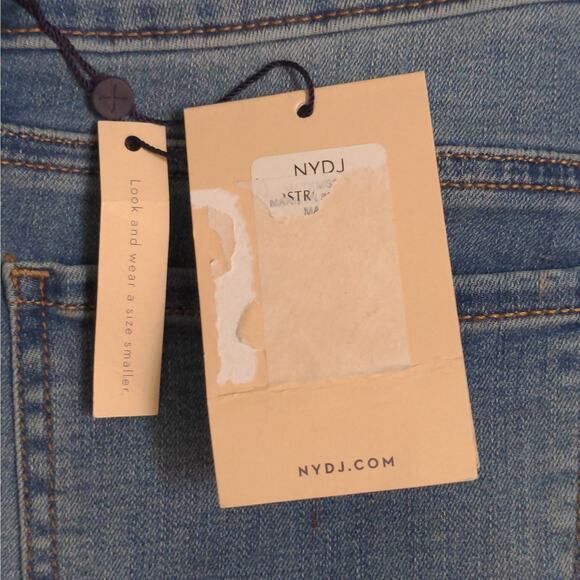 Look and wear a size smaller.
NYDJ
NYDJ.COM